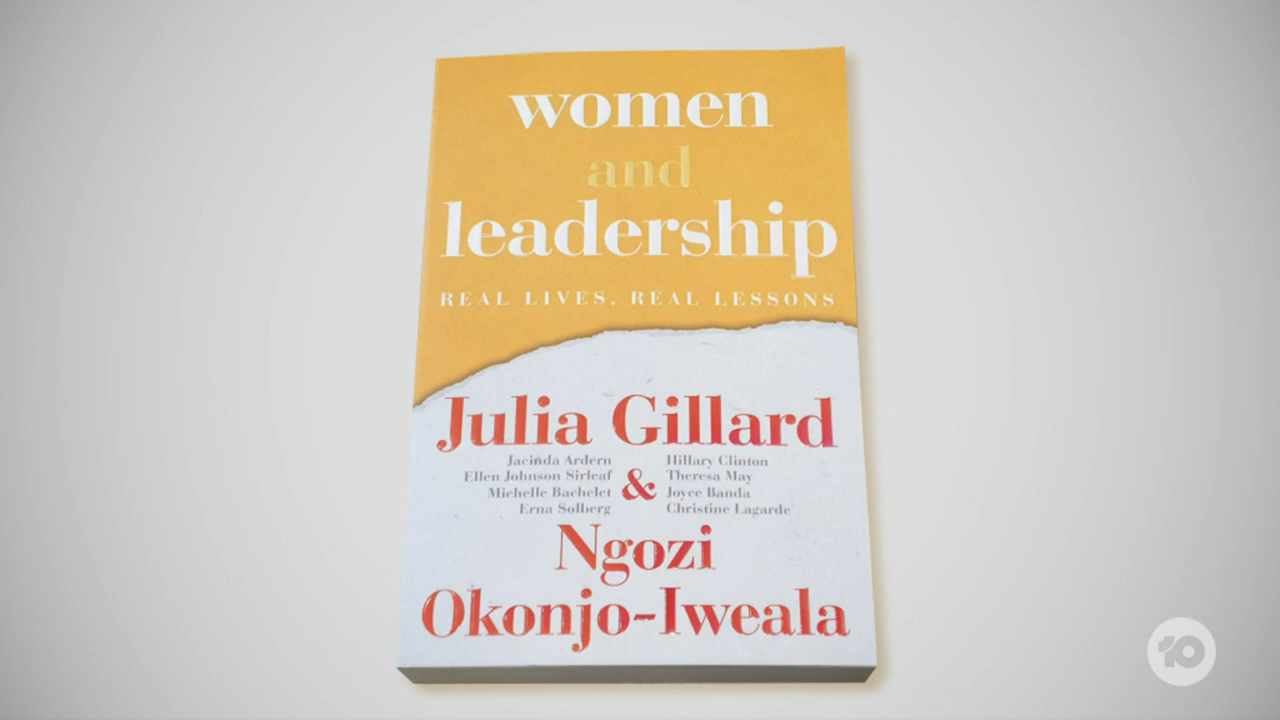 women
and
leadership
REAL LIVES, REAL LESSONS
Julia Gillard
Jacinda Ardern
Ellen Johnson Sirleaf
Michelle Bachelet
Erna Solberg
&
Hillary Clinton
Theresa May
Joyce Banda
Christine Lagarde
Ngozi
Okonjo-Iweala
10